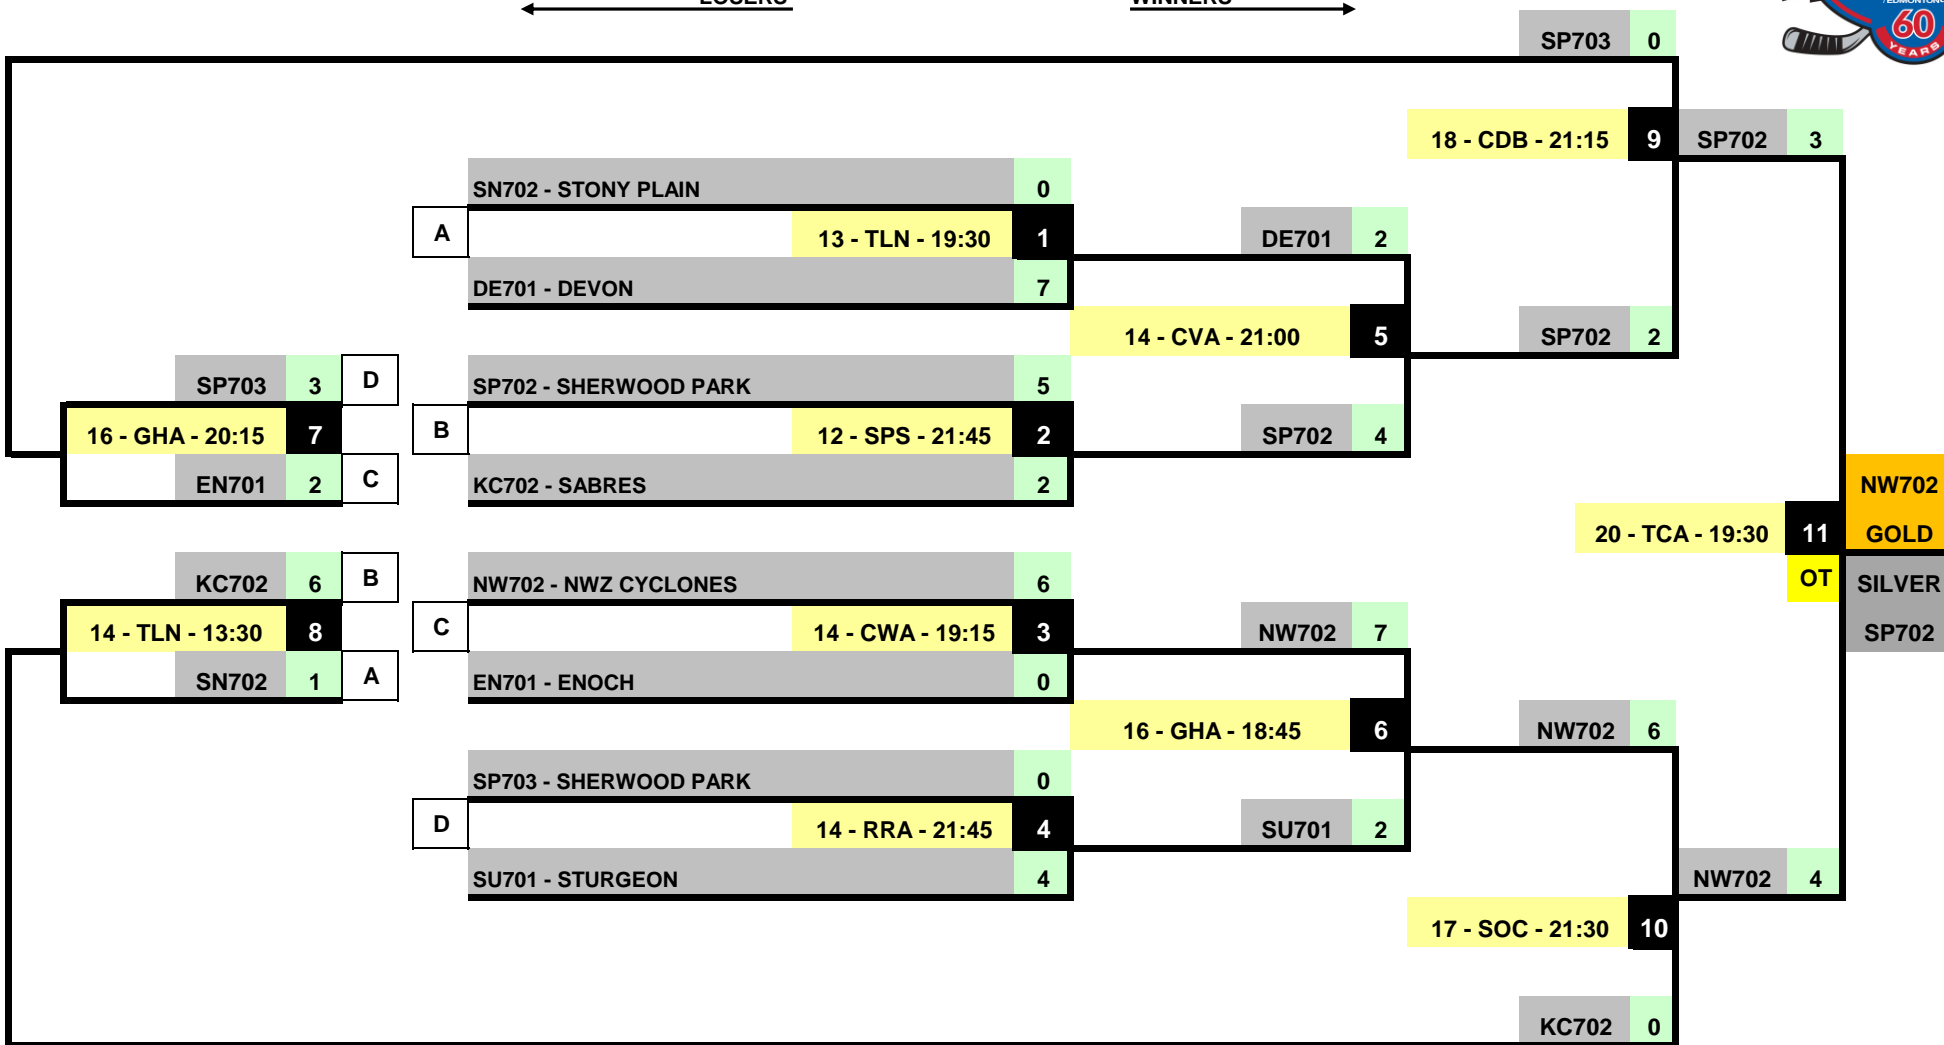 LOSERS WINNERS
EDMONTON
60
YEARS
SP703 0
18 - CDB - 21:15 9 SP702 3
SN702 - STONY PLAIN 0
A 13 - TLN - 19:30 1 DE701 2
DE701 - DEVON 7
14 - CVA - 21:00 5 SP702 2
SP703 3 D SP702 - SHERWOOD PARK 5
16 - GHA - 20:15 7 B 12 - SPS - 21:45 2 SP702 4
EN701 2 C KC702 - SABRES 2 NW702
20 - TCA - 19:30 11 GOLD
KC702 6 B NW702 - NWZ CYCLONES 6 OT SILVER
14 - TLN - 13:30 8 C 14 - CWA - 19:15 3 NW702 7 SP702
SN702 1 A EN701 - ENOCH 0
16 - GHA - 18:45 6 NW702 6
SP703 - SHERWOOD PARK 0
D 14 - RRA - 21:45 4 SU701 2
SU701 - STURGEON 4 NW702 4
17 - SOC - 21:30 10
KC702 0